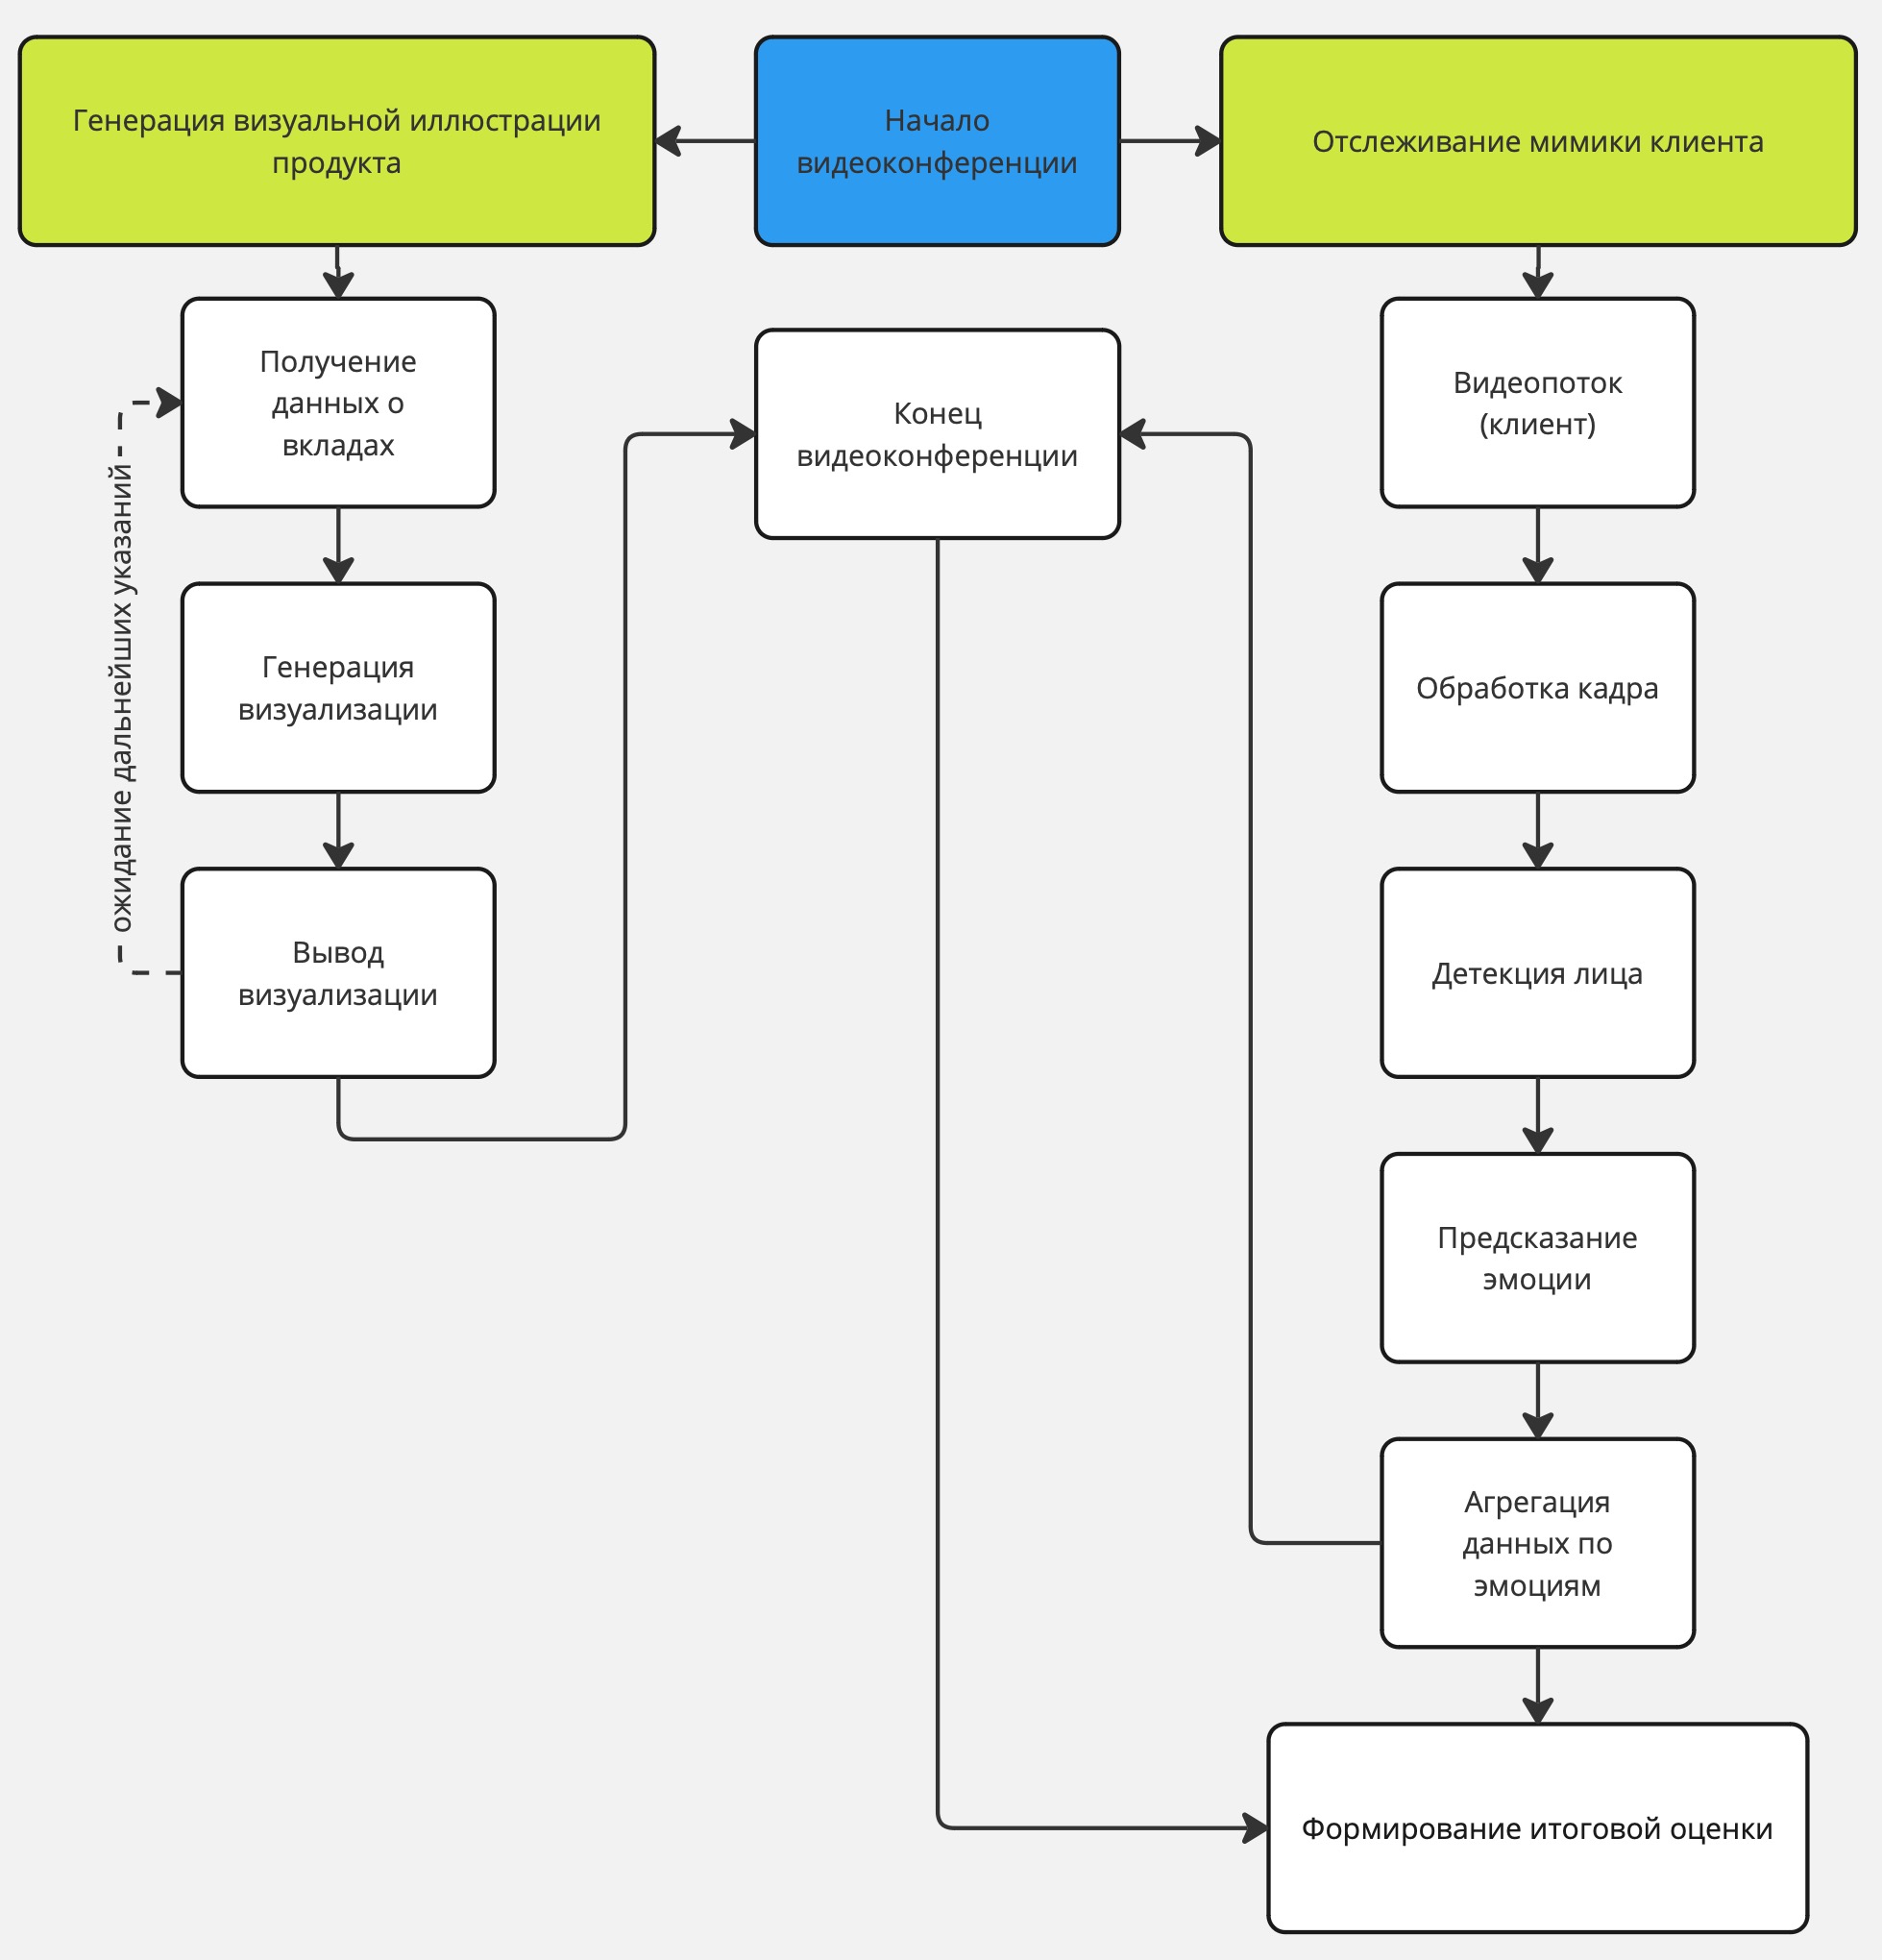 Генерация визуальной иллюстрации
продукта
Начало
видеоконференции
Отслеживание мимики клиента
Получение
данных о
вкладах
Конец
видеоконференции
Видеопоток
(клиент)
ожидание дальнейших указаний
Генерация
визуализации
Обработка кадра
Вывод
визуализации
Детекция лица
Предсказание
эмоции
Агрегация
данных по
эмоциям
Формирование итоговой оценки